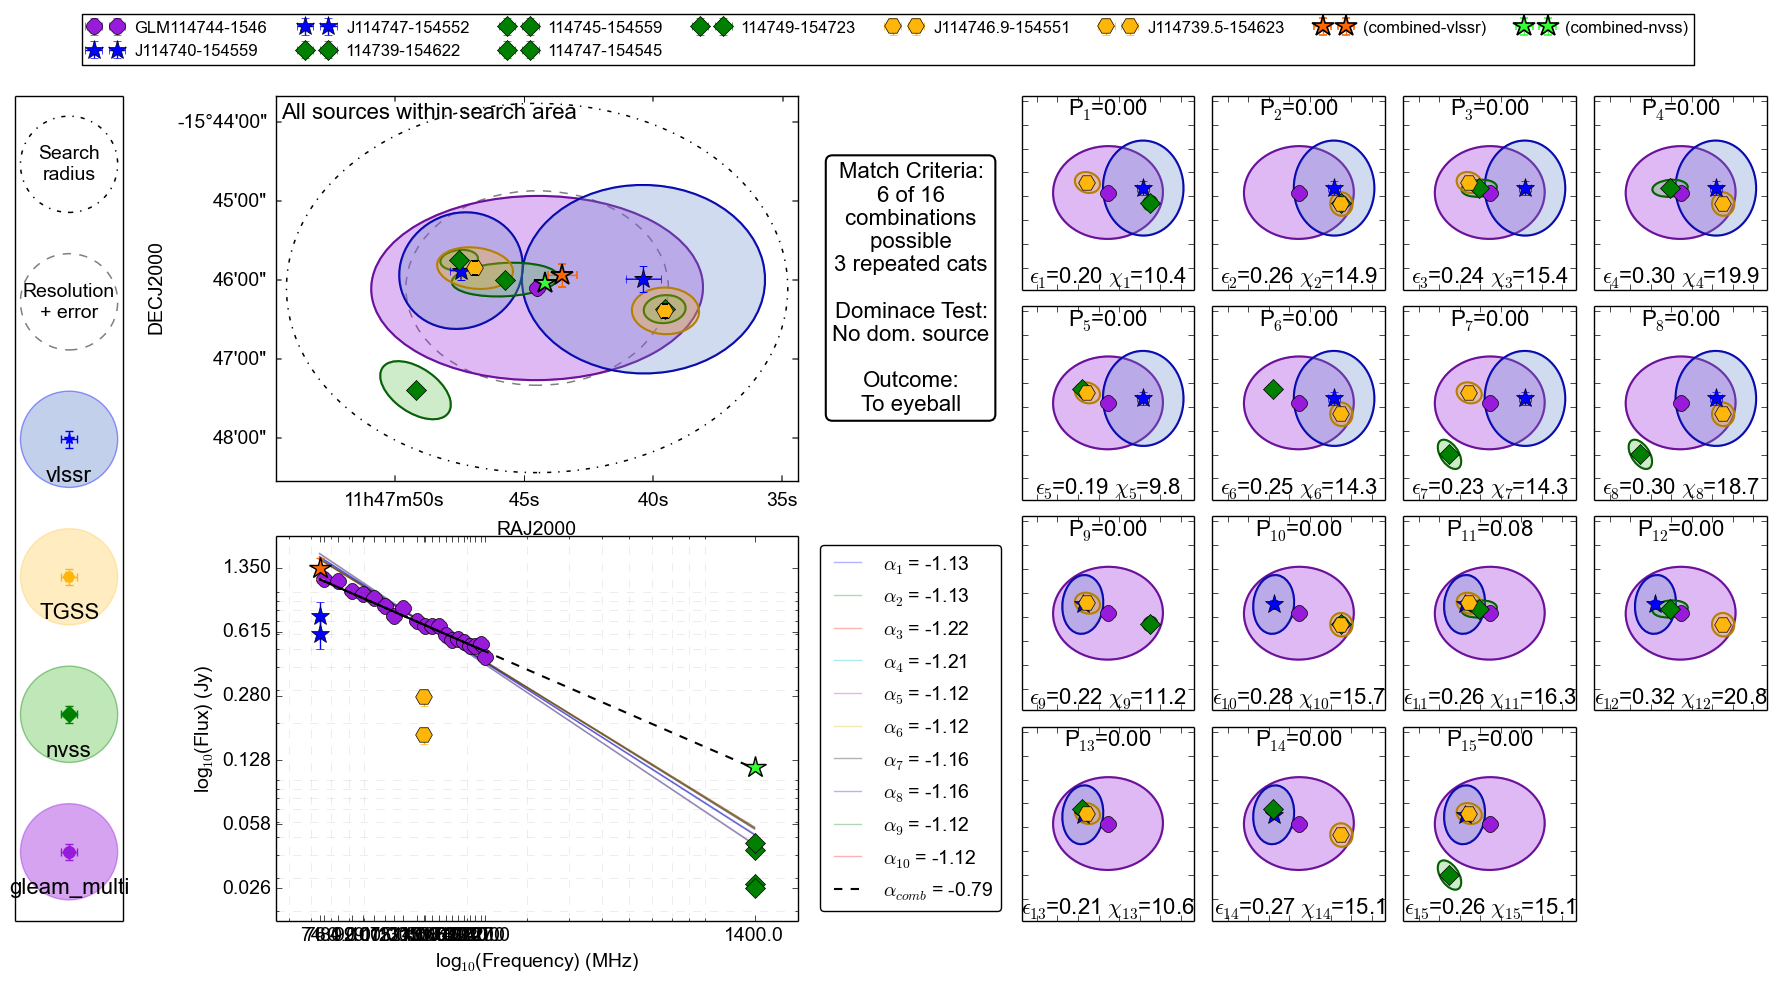 GLM114744-1546
J114740-154559
J114747-154552
114739-154622
114745-154559
114747-154545
114749-154723
J114746.9-154551
J114739.5-154623
(combined-vlssr)
(combined-nvss)
Search
radius
Resolution
+ error
vlssr
TGSS
nvss
gleam_multi
All sources within search area
-15°44'00"
45'00"
46'00"
47'00"
48'00"
DECJ2000
11h47m50s
45s
40s
35s
RAJ2000
Match Criteria:
6 of 16
combinations
possible
3 repeated cats
Dominace Test:
No dom. source
Outcome:
To eyeball
1.350
0.615
0.280
0.128
0.058
0.026
log10(Flux) (Jy)
1400.0
log10(Frequency) (MHz)
α1 = -1.13
α2 = -1.13
α3 = -1.22
α4 = -1.21
α5 = -1.12
α6 = -1.12
α7 = -1.16
α8 = -1.16
α9 = -1.12
α10 = -1.12
αcomb = -0.79
P1=0.00
ϵ1=0.20 χ1=10.4
P2=0.00
ϵ2=0.26 χ2=14.9
P3=0.00
ϵ3=0.24 χ3=15.4
P4=0.00
ϵ4=0.30 χ4=19.9
P5=0.00
ϵ5=0.19 χ5=9.8
P6=0.00
ϵ6=0.25 χ6=14.3
P7=0.00
ϵ7=0.23 χ7=14.3
P8=0.00
ϵ8=0.30 χ8=18.7
P9=0.00
ϵ9=0.22 χ9=11.2
P10=0.00
ϵ10=0.28 χ10=15.7
P11=0.08
ϵ11=0.26 χ11=16.3
P12=0.00
ϵ12=0.32 χ12=20.8
P13=0.00
ϵ13=0.21 χ13=10.6
P14=0.00
ϵ14=0.27 χ14=15.1
P15=0.00
ϵ15=0.26 χ15=15.1